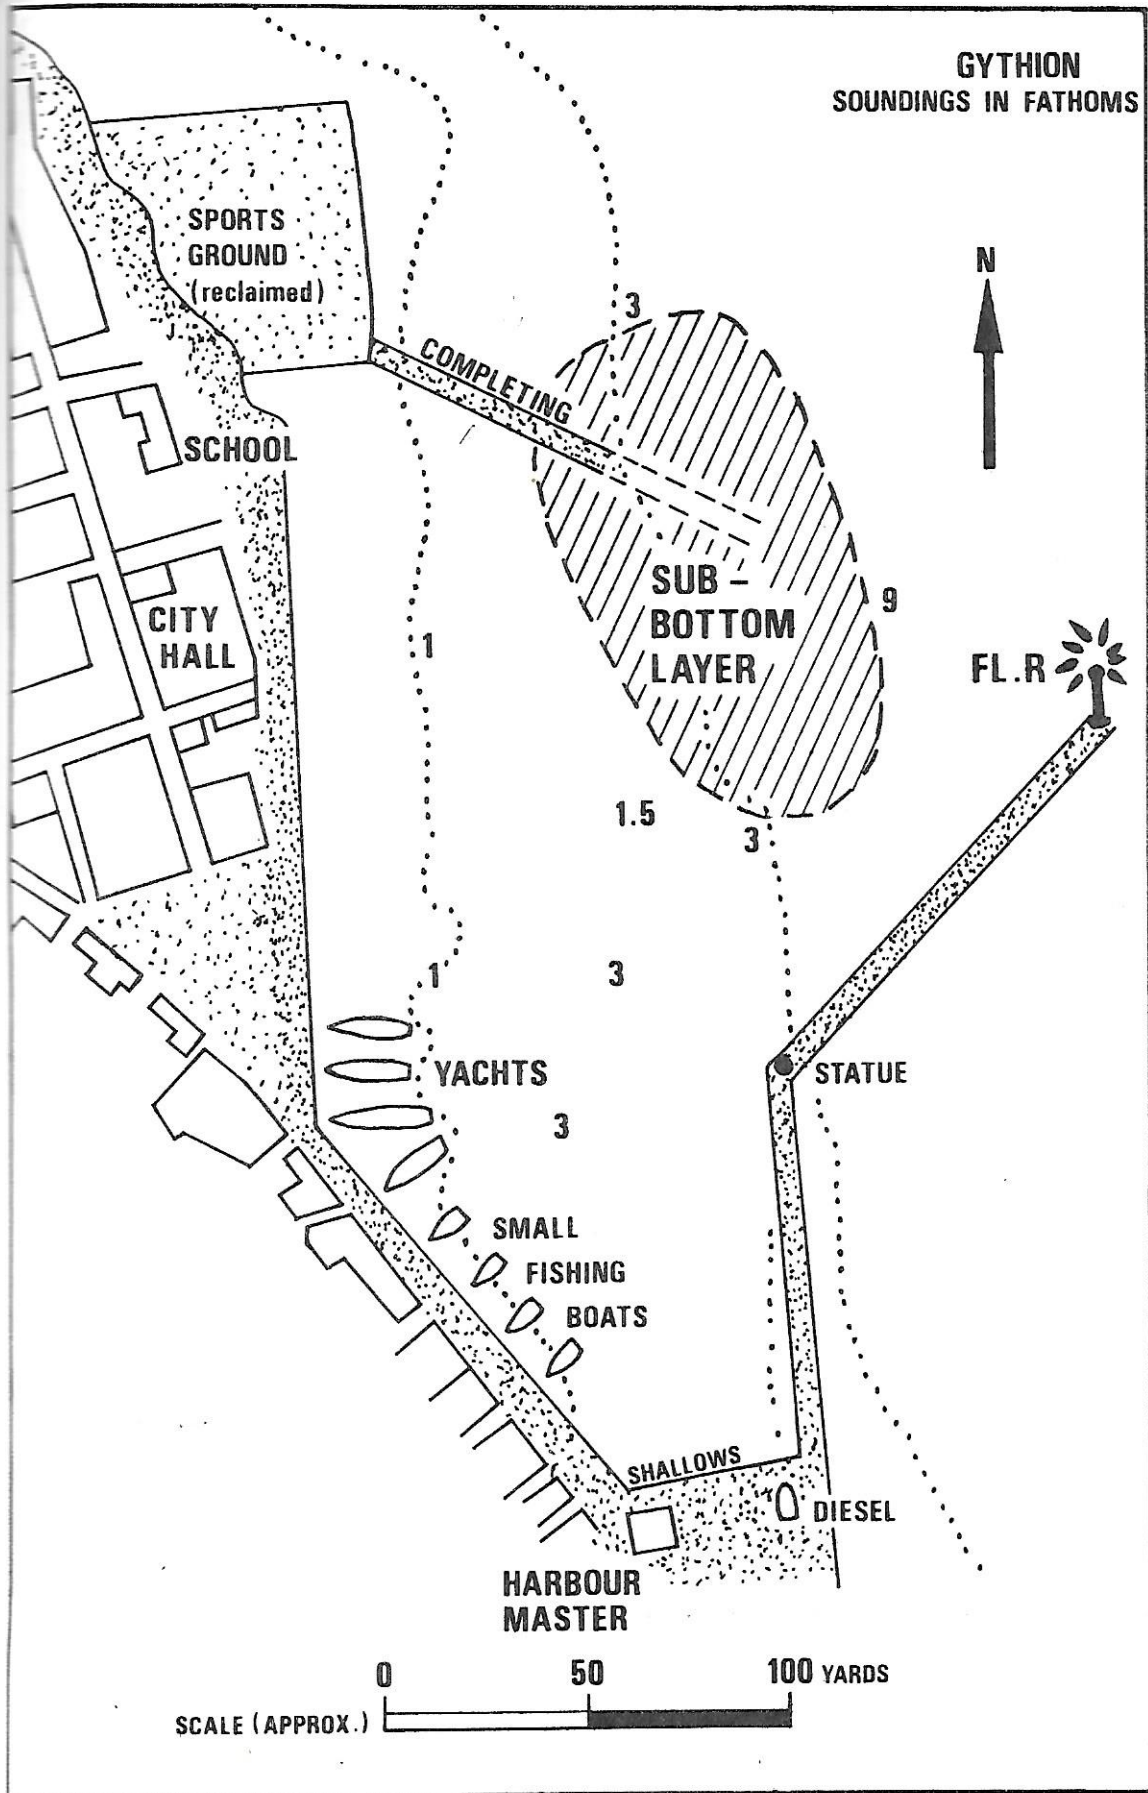 GYTHION
SOUNDINGS IN FATHOMS
SPORTS
GROUND
(reclaimed)
N
3
COMPLETING
SCHOOL
SUB –
BOTTOM
LAYER
9
CITY
HALL
1
FL.R
1.5
3
1
3
YACHTS
STATUE
3
SMALL
FISHING
BOATS
SHALLOWS
DIESEL
HARBOUR
MASTER
0 50 100 YARDS
SCALE (APPROX.)